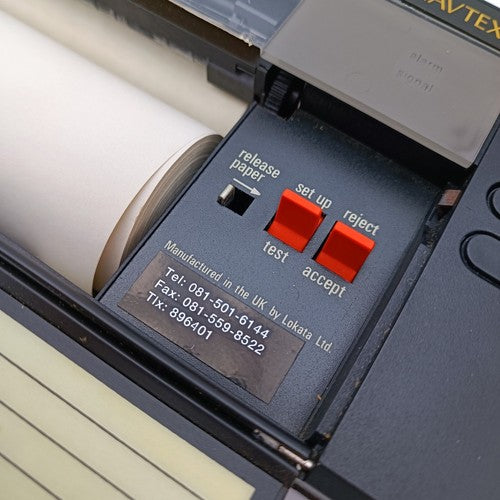 AVTEX
alarm
signal
release
paper
set up
reject
test
accept
Manufactured in the UK by Lokata Ltd.
Tel: 081-501-6144
Fax: 081-559-8522
Tlx: 896401